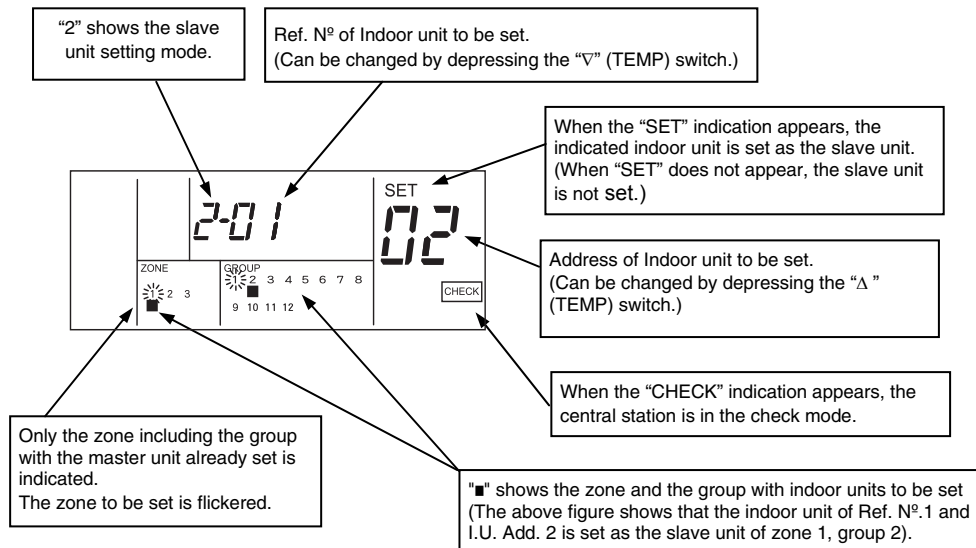 "2" shows the slave
unit setting mode.
Ref. Nº of Indoor unit to be set.
(Can be changed by depressing the "∇" (TEMP) switch.)
When the "SET" indication appears, the
indicated indoor unit is set as the slave unit.
(When "SET" does not appear, the slave unit
is not set.)
2-01
SET
02
CHECK
ZONE
1 2 3
GROUP
1 2 3 4 5 6 7 8
9 10 11 12
Address of Indoor unit to be set.
(Can be changed by depressing the "Δ "
(TEMP) switch.)
When the "CHECK" indication appears, the
central station is in the check mode.
Only the zone including the group
with the master unit already set is
indicated.
The zone to be set is flickered.
"■" shows the zone and the group with indoor units to be set
(The above figure shows that the indoor unit of Ref. Nº.1 and
I.U. Add. 2 is set as the slave unit of zone 1, group 2).